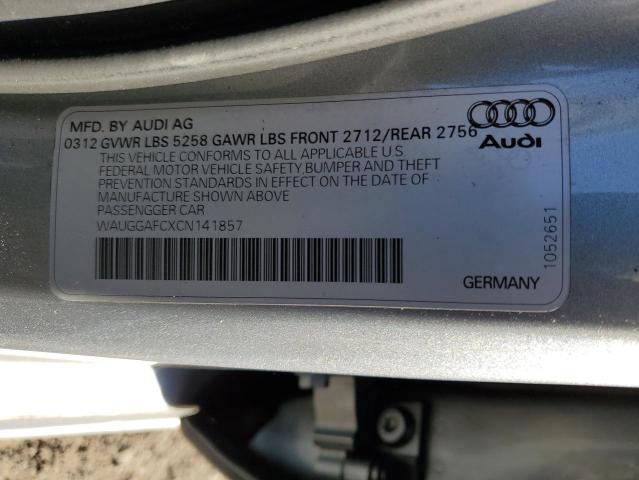 MFD. BY AUDI AG
0312 GVWR LBS 5258 GAWR LBS FRONT 2712/REAR 2756
THIS VEHICLE CONFORMS TO ALL APPLICABLE U.S
FEDERAL MOTOR VEHICLE SAFETY,BUMPER AND THEFT
PREVENTION STANDARDS IN EFFECT ON THE DATE OF
MANUFACTURE SHOWN ABOVE
PASSENGGER CAR
WAUGGAFCXCN141857
Audi
GERMANY
1052651